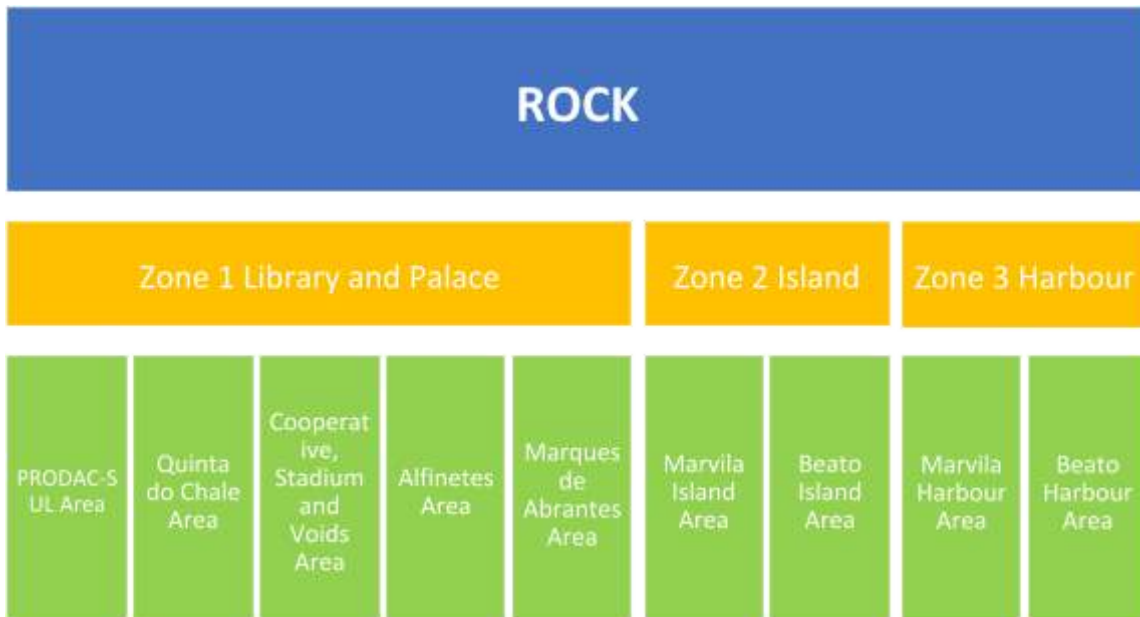 ROCK
Zone 1 Library and Palace
Zone 2 Island
Zone 3 Harbour
PRODAC-S
UL Area
Quinta
do Chale
Area
Cooperat
ive,
Stadium
and
Voids
Area
Alfinetes
Area
Marques
de
Abrantes
Area
Marvila
Island
Area
Beato
Island
Area
Marvila
Harbour
Area
Beato
Harbour
Area